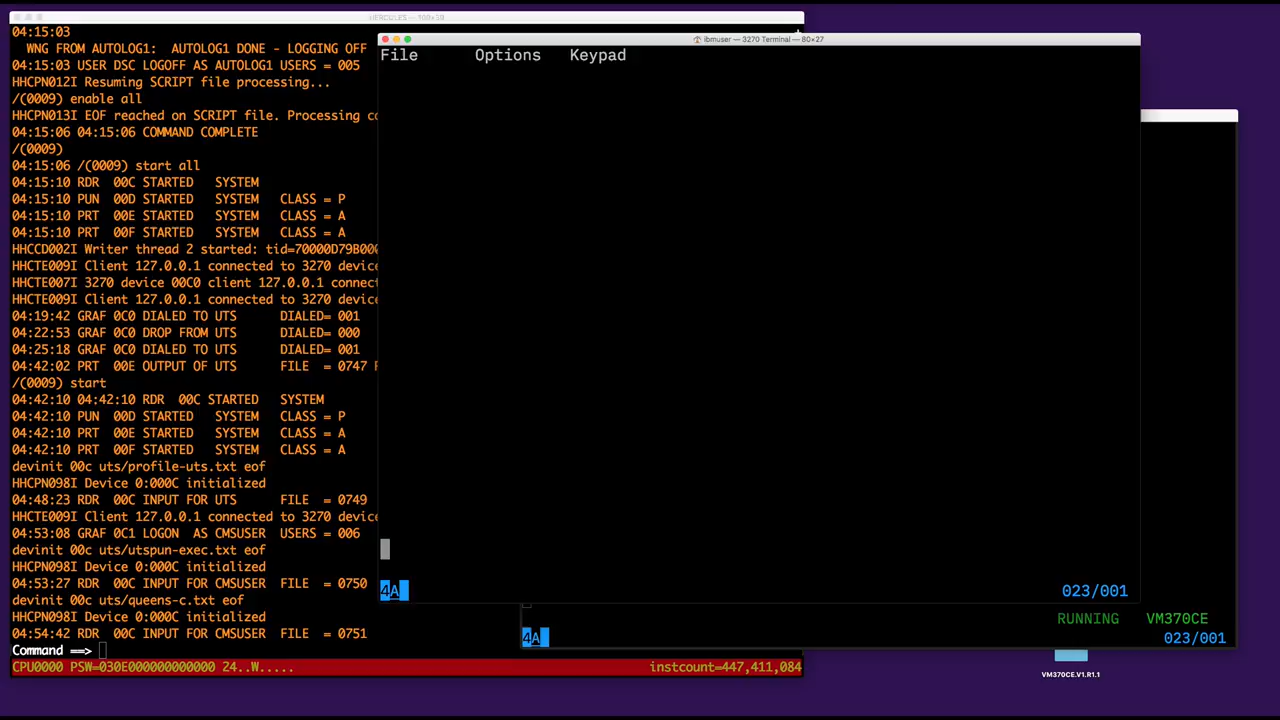 HERCULES — 100×39
04:15:03
WNG FROM AUTOLOG1:  AUTOLOG1 DONE - LOGGING OFF
04:15:03 USER DSC LOGOFF AS AUTOLOG1 USERS = 005
HHCPN012I Resuming SCRIPT file processing...
/(0009) enable all
HHCPN013I EOF reached on SCRIPT file. Processing co
04:15:06 04:15:06 COMMAND COMPLETE
/(0009)
04:15:06 /(0009) start all
04:15:10 RDR  00C STARTED   SYSTEM
04:15:10 PUN  00D STARTED   SYSTEM   CLASS = P
04:15:10 PRT  00E STARTED   SYSTEM   CLASS = A
04:15:10 PRT  00F STARTED   SYSTEM   CLASS = A
HHCCD002I Writer thread 2 started: tid=70000D79B000
HHCTE009I Client 127.0.0.1 connected to 3270 device
HHCTE007I 3270 device 00C0 client 127.0.0.1 connect
HHCTE009I Client 127.0.0.1 connected to 3270 device
04:19:42 GRAF 0C0 DIALED TO UTS      DIALED= 001
04:22:53 GRAF 0C0 DROP FROM UTS      DIALED= 000
04:25:18 GRAF 0C0 DIALED TO UTS      DIALED= 001
04:42:02 PRT  00E OUTPUT OF UTS      FILE  = 0747
/(0009) start
04:42:10 04:42:10 RDR  00C STARTED   SYSTEM
04:42:10 PUN  00D STARTED   SYSTEM   CLASS = P
04:42:10 PRT  00E STARTED   SYSTEM   CLASS = A
04:42:10 PRT  00F STARTED   SYSTEM   CLASS = A
devinit 00c uts/profile-uts.txt eof
HHCPN098I Device 0:000C initialized
04:48:23 RDR  00C INPUT FOR UTS      FILE  = 0749
HHCTE009I Client 127.0.0.1 connected to 3270 device
04:53:08 GRAF 0C1 LOGON  AS CMSUSER  USERS = 006
devinit 00c uts/utspun-exec.txt eof
HHCPN098I Device 0:000C initialized
04:53:27 RDR  00C INPUT FOR CMSUSER  FILE  = 0750
devinit 00c uts/queens-c.txt eof
HHCPN098I Device 0:000C initialized
04:54:42 RDR  00C INPUT FOR CMSUSER  FILE  = 0751
Command ==>
CPU0000 PSW=030E000000000000 24..W.....  instcount=447,411,084
ibmuser — 3270 Terminal — 80×27
File  Options  Keypad
4A  023/001
RUNNING  VM370CE
4A  023/001
VM370CE.V1.R1.1